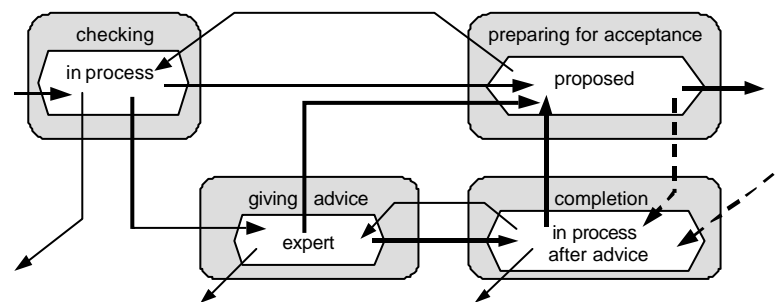 checking
in process
preparing for acceptance
proposed
giving advice
expert
completion
in process
after advice